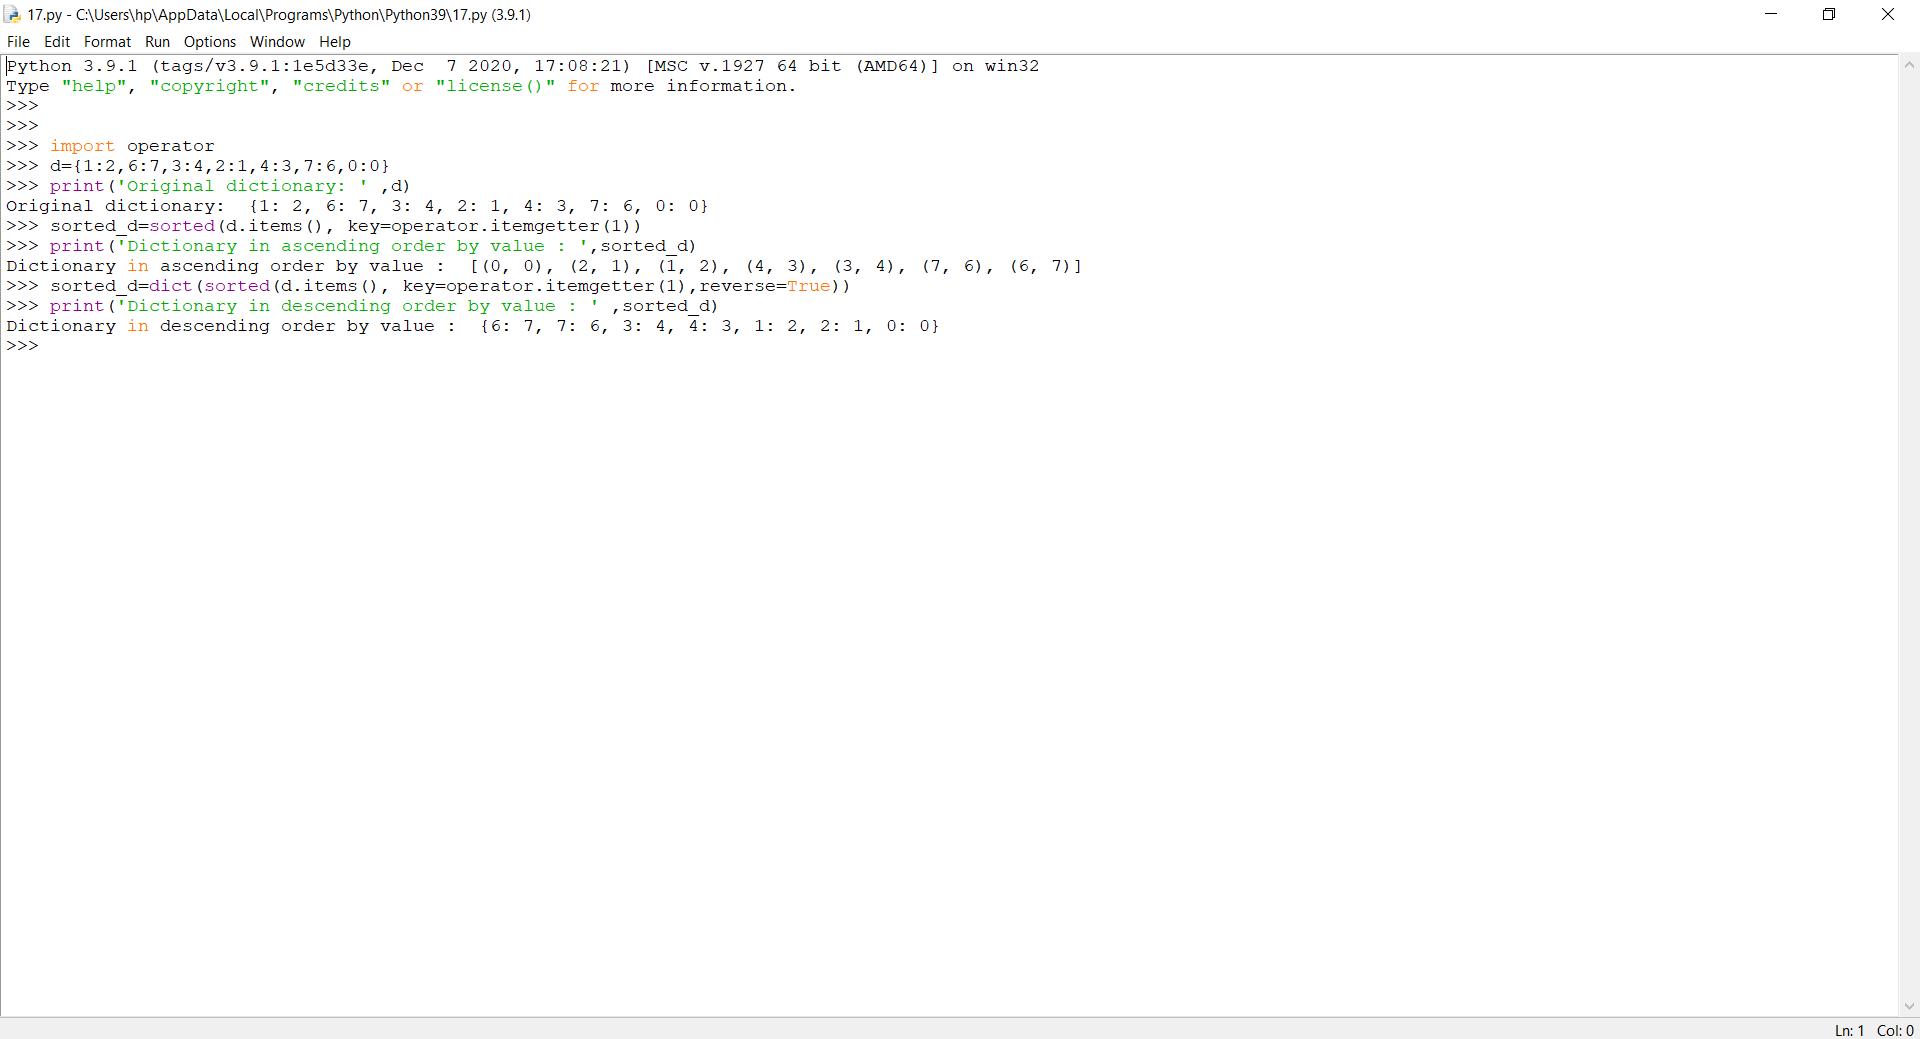 17.py - C:\Users\hp\AppData\Local\Programs\Python\Python39\17.py (3.9.1)
File Edit Format Run Options Window Help
Python 3.9.1 (tags/v3.9.1:1e5d33e, Dec  7 2020, 17:08:21) [MSC v.1927 64 bit (AMD64)] on win32
Type "help", "copyright", "credits" or "license()" for more information.
>>>
>>>
>>> import operator
>>> d={1:2,6:7,3:4,2:1,4:3,7:6,0:0}
>>> print('Original dictionary: ' ,d)
Original dictionary:  {1: 2, 6: 7, 3: 4, 2: 1, 4: 3, 7: 6, 0: 0}
>>> sorted_d=sorted(d.items(), key=operator.itemgetter(1))
>>> print('Dictionary in ascending order by value : ',sorted_d)
Dictionary in ascending order by value :  [(0, 0), (2, 1), (1, 2), (4, 3), (3, 4), (7, 6), (6, 7)]
>>> sorted_d=dict(sorted(d.items(), key=operator.itemgetter(1),reverse=True))
>>> print('Dictionary in descending order by value : ' ,sorted_d)
Dictionary in descending order by value :  {6: 7, 7: 6, 3: 4, 4: 3, 1: 2, 2: 1, 0: 0}
>>>
Ln: 1 Col: 0